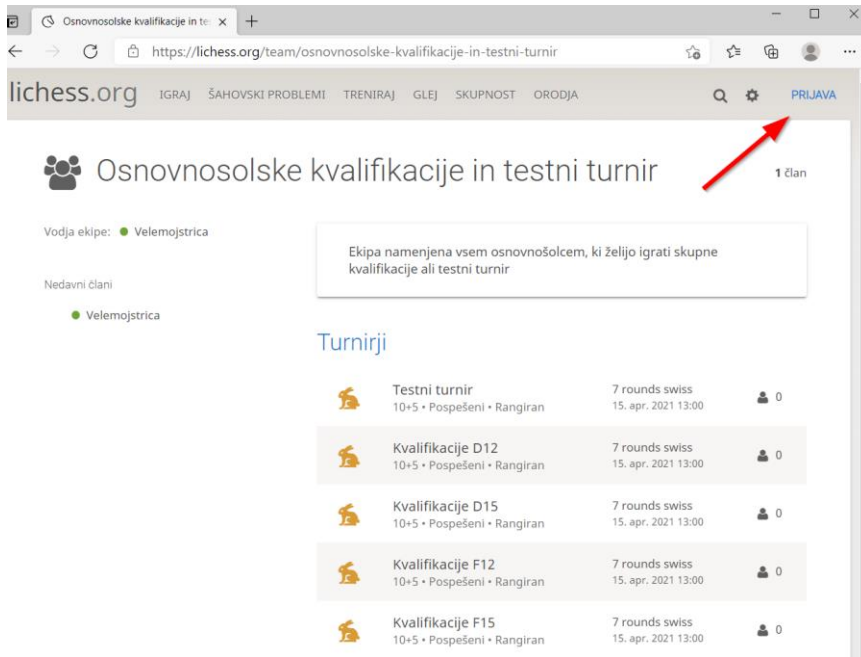 Osnovnosolske kvalifikacije in te
https://lichess.org/team/osnovnosolske-kvalifikacije-in-testni-turnir
lichess.org IGRAJ ŠAHOVSKI PROBLEMI TRENIRAJ GLEJ SKUPNOST ORODJA PRIJAVA
Osnovnosolske kvalifikacije in testni turnir
1 član
Vodja ekipe: Velemojstrica
Nedavni člani
Velemojstrica
Ekipa namenjena vsem osnovnošolcem, ki želijo igrati skupne
kvalifikacije ali testni turnir
Turnirji
Testni turnir 7 rounds swiss 0
10+5 • Pospešeni • Rangiran 15. apr. 2021 13:00
Kvalifikacije D12 7 rounds swiss 0
10+5 • Pospešeni • Rangiran 15. apr. 2021 13:00
Kvalifikacije D15 7 rounds swiss 0
10+5 • Pospešeni • Rangiran 15. apr. 2021 13:00
Kvalifikacije F12 7 rounds swiss 0
10+5 • Pospešeni • Rangiran 15. apr. 2021 13:00
Kvalifikacije F15 7 rounds swiss 0
10+5 • Pospešeni • Rangiran 15. apr. 2021 13:00